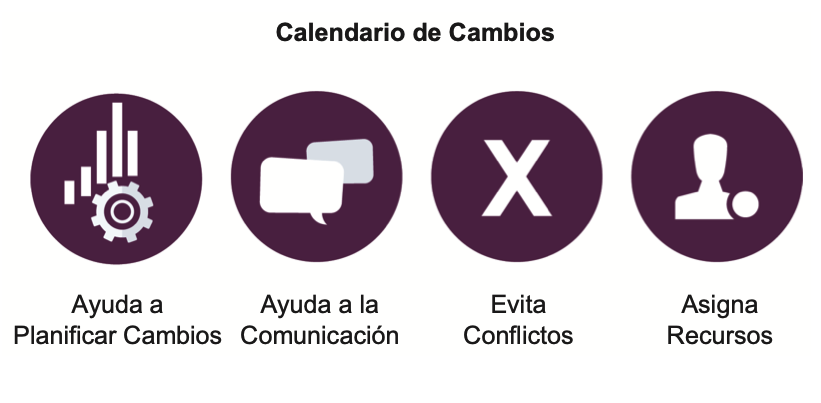 Calendario de Cambios
X
Ayuda a
Planificar Cambios
Ayuda a la
Comunicación
Evita
Conflictos
Asigna
Recursos